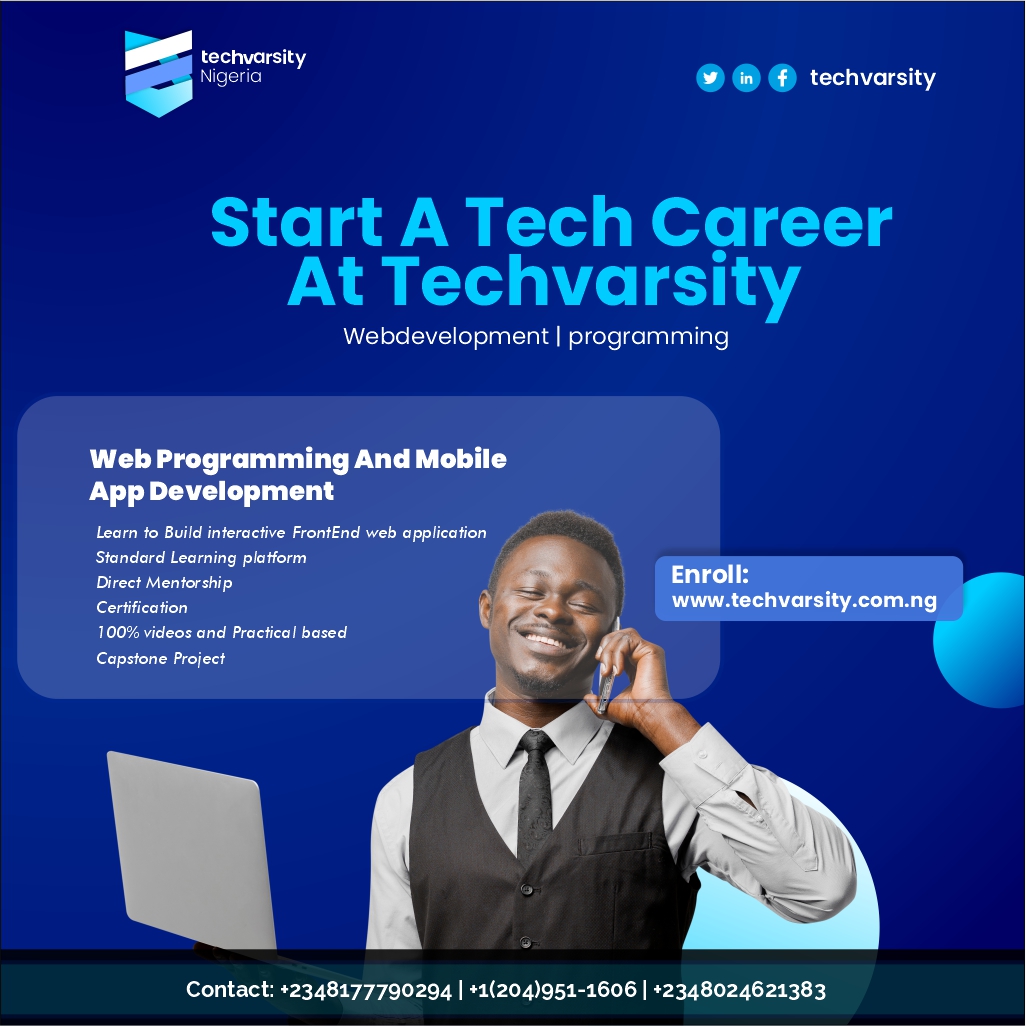 techvarsity
Nigeria
techvarsity
Start A Tech Career
At Techvarsity
Webdevelopment | programming
Web Programming And Mobile
App Development
Learn to Build interactive FrontEnd web application
Standard Learning platform
Direct Mentorship
Certification
100% videos and Practical based
Capstone Project
Enroll:
www.techvarsity.com.ng
Contact: +2348177790294 | +1(204)951-1606 | +2348024621383